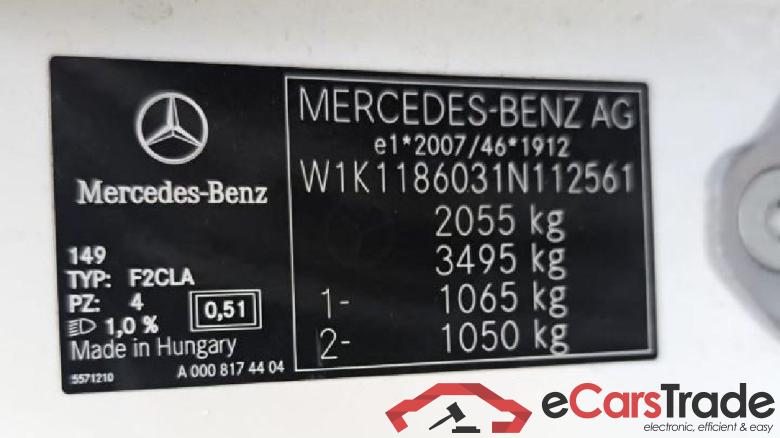 Mercedes-Benz
149
TYP: F2CLA
PZ: 4
0,51
1,0 %
Made in Hungary
5571210
A 000 817 44 04
MERCEDES-BENZ AG
e1*2007/46*1912
W1K1186031N112561
2055 kg
3495 kg
1- 1065 kg
2- 1050 kg
eCarsTrade
electronic, efficient & easy